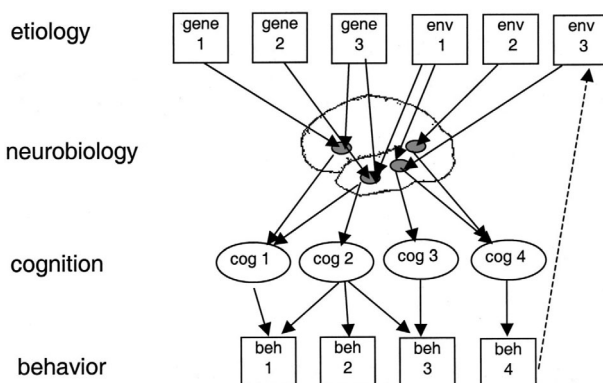 etiology
gene
1
gene
2
gene
3
env
1
env
2
env
3
neurobiology
cognition
cog 1
cog 2
cog 3
cog 4
behavior
beh
1
beh
2
beh
3
beh
4